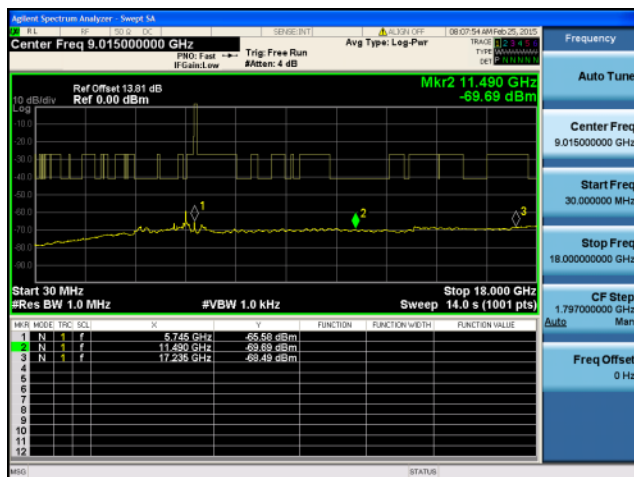 Agilent Spectrum Analyzer - Swept SA
RL RF 50 Ω DC SENSE:INT ALIGN OFF 08:07:54 AM Feb 25, 2015
Center Freq 9.015000000 GHz
PNO: Fast
IFGain:Low
Trig: Free Run
#Atten: 4 dB
Avg Type: Log-Pwr
TRACE 1 2 3 4 5 6
TYPE
DET P N N N N N
Ref Offset 13.81 dB
Ref 0.00 dBm
Mkr2 11.490 GHz
-69.69 dBm
10 dB/div
Log
-10.0
-20.0
-30.0
-40.0
-50.0
-60.0
-70.0
-80.0
-90.0
1
2
3
Start 30 MHz Stop 18.000 GHz
#Res BW 1.0 MHz #VBW 1.0 kHz Sweep 14.0 s (1001 pts)
MKR MODE TRC SCL X Y FUNCTION FUNCTION WIDTH FUNCTION VALUE
1 N 1 f 5.745 GHz -65.58 dBm
2 N 1 f 11.490 GHz -69.69 dBm
3 N 1 f 17.235 GHz -68.49 dBm
4
5
6
7
8
9
10
11
12
MSG STATUS
Frequency
Auto Tune
Center Freq
9.015000000 GHz
Start Freq
30.000000 MHz
Stop Freq
18.000000000 GHz
CF Step
1.797000000 GHz
Auto Man
Freq Offset
0 Hz